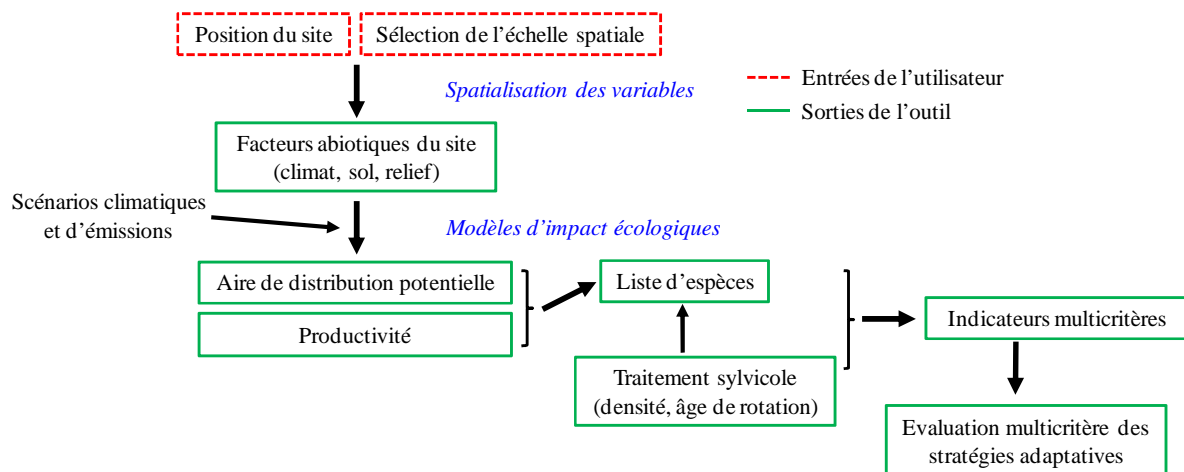 Position du site
Sélection de l'échelle spatiale
Spatialisation des variables
Entrées de l'utilisateur
Sorties de l'outil
Facteurs abiotiques du site
(climat, sol, relief)
Scénarios climatiques
et d'émissions
Modèles d'impact écologiques
Aire de distribution potentielle
Productivité
Liste d'espèces
Traitement sylvicole
(densité, âge de rotation)
Indicateurs multicritères
Evaluation multicritère des
stratégies adaptatives